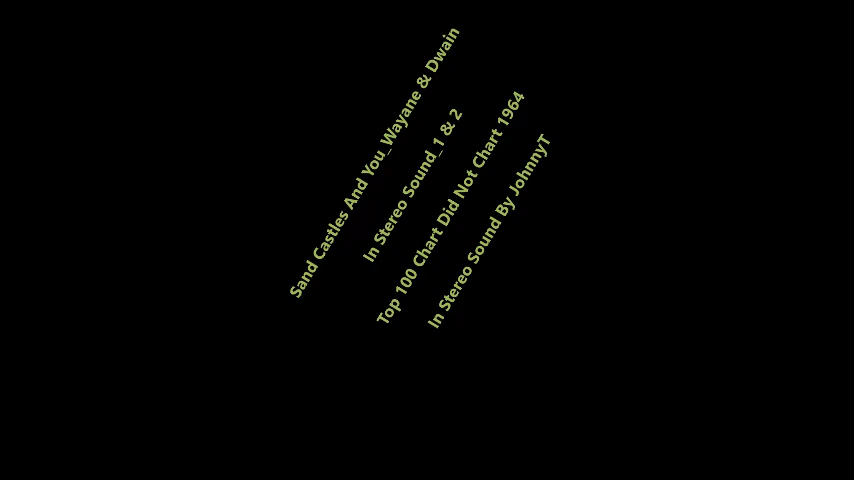 Sand Castles And You_Wayane & Dwain
In Stereo Sound_1 & 2
Top 100 Chart Did Not Chart 1964
In Stereo Sound By JohnnyT